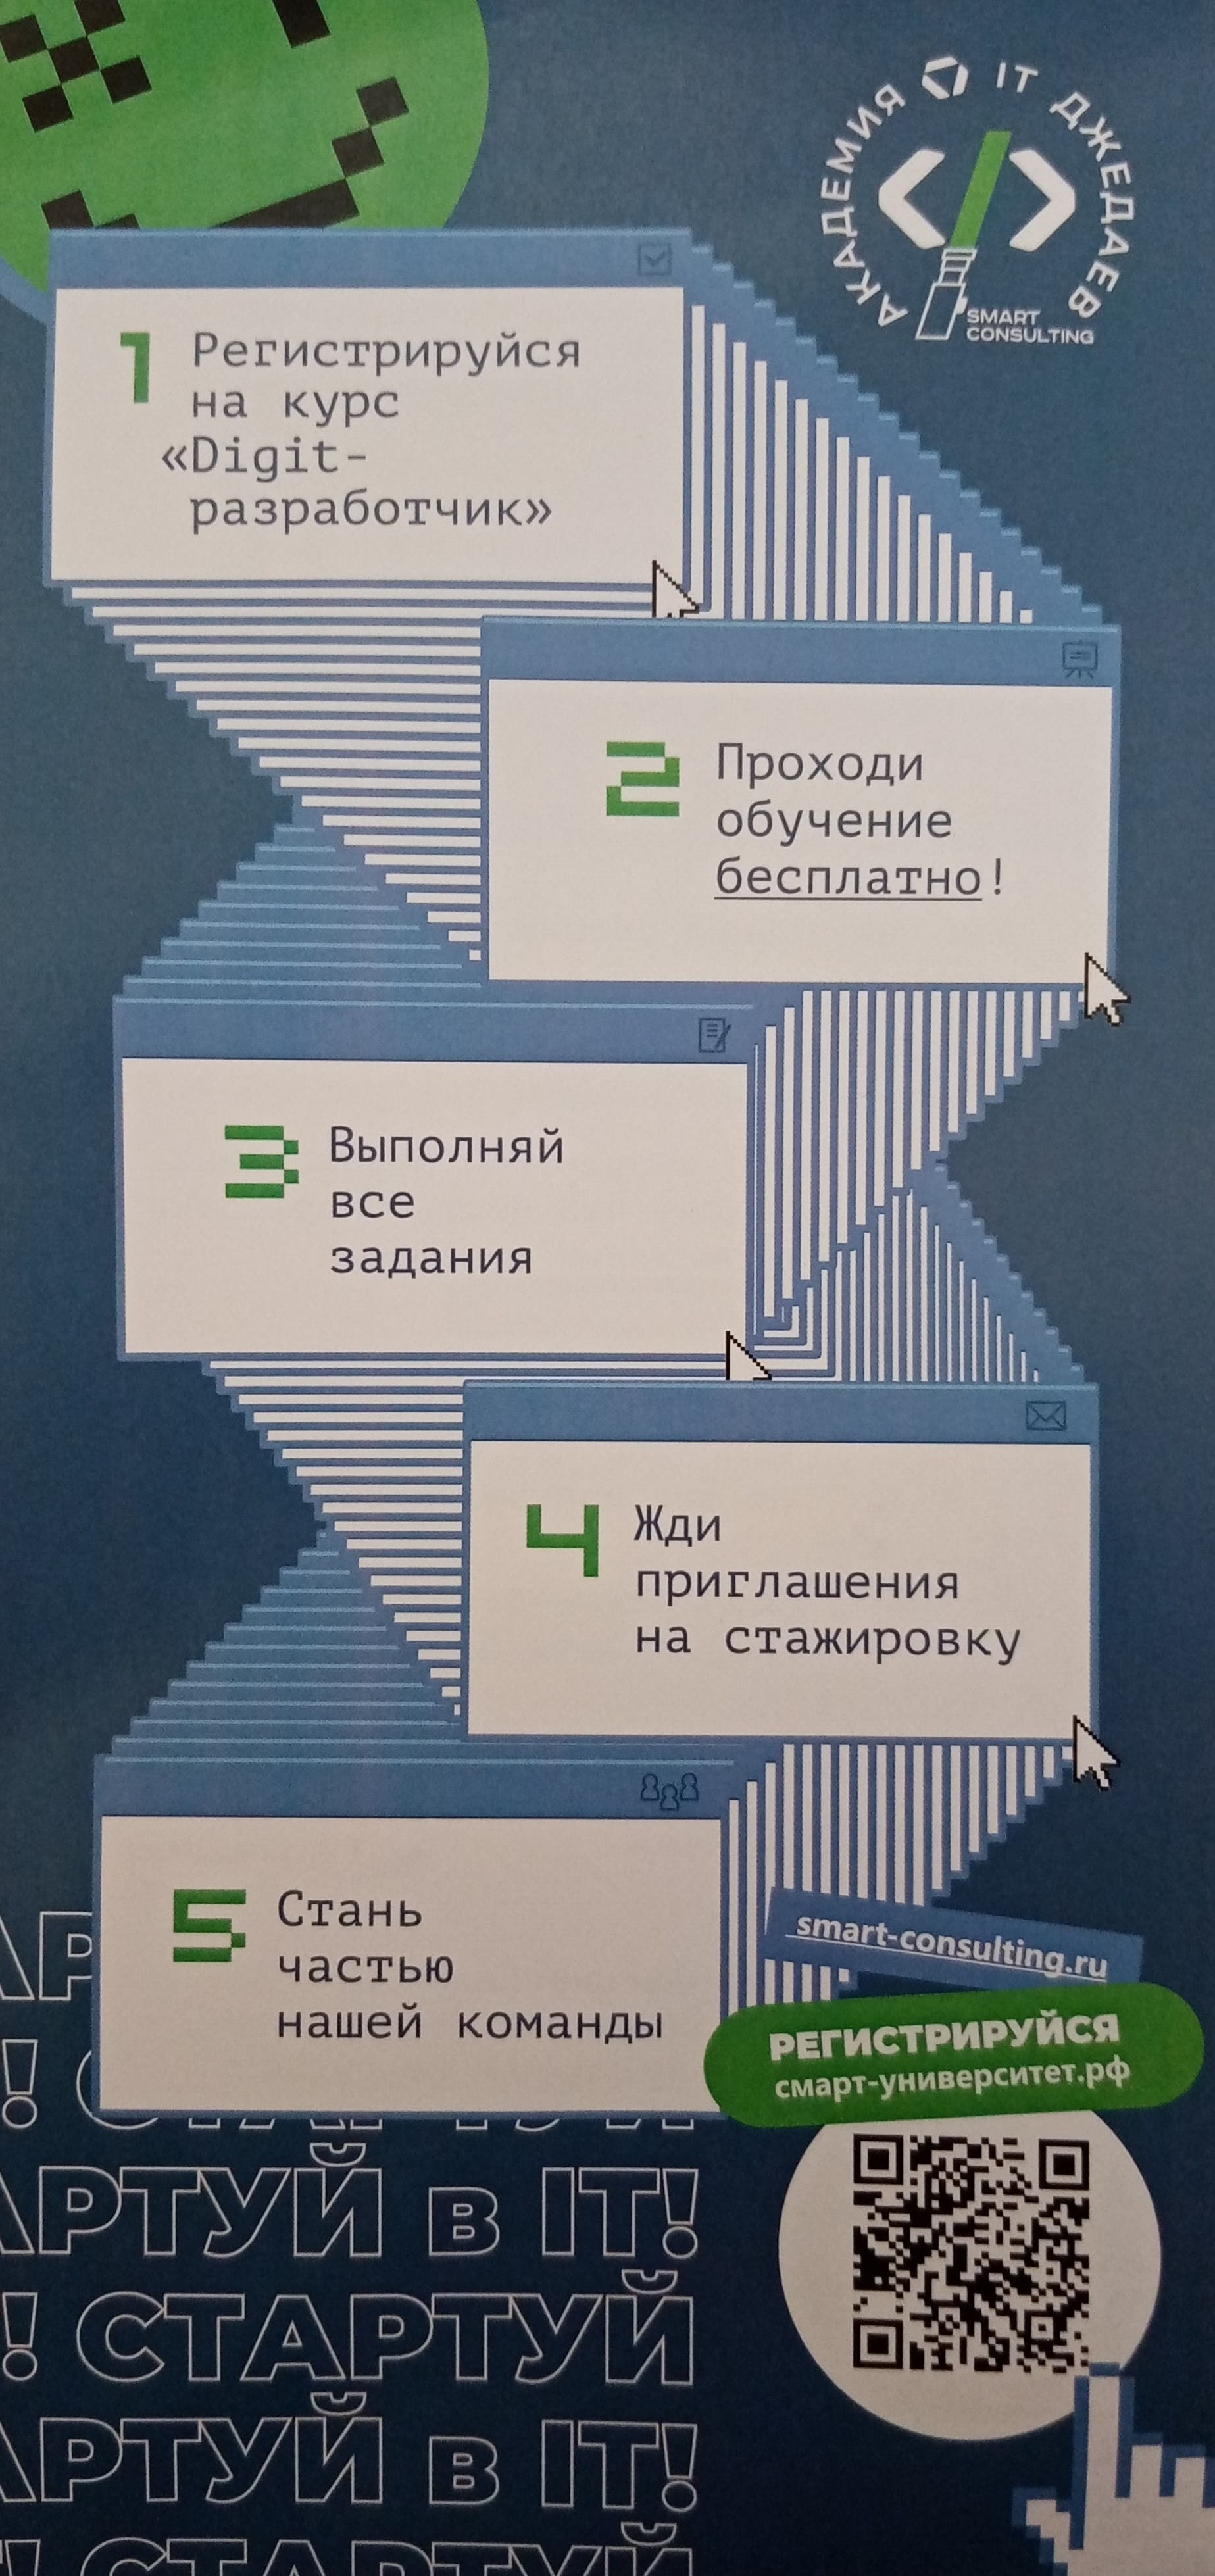 АКАДЕМИЯ IT ДЖЕДАЕВ
SMART
CONSULTING
1 Регистрируйся
на курс
«Digit-
разработчик»
2 Проходи
обучение
бесплатно!
3 Выполняй
все
задания
4 Жди
приглашения
на стажировку
5 Стань
частью
нашей команды
smart-consulting.ru
РЕГИСТРИРУЙСЯ
смарт-университет.рф
АР
! СТАРТУЙ
АРТУЙ в IT!
! СТАРТУЙ
АРТУЙ в IT!
! СТАРТУЙ